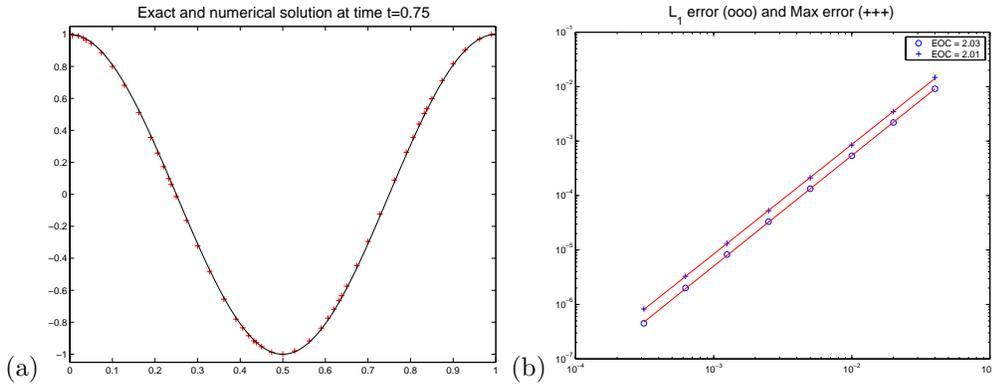 Exact and numerical solution at time t=0.75
1
0.8
0.6
0.4
0.2
0
−0.2
−0.4
−0.6
−0.8
−1
0 0.1 0.2 0.3 0.4 0.5 0.6 0.7 0.8 0.9 1
(a)
L1 error (ooo) and Max error (+++)
EOC = 2.03
EOC = 2.01
10−1
10−2
10−3
10−4
10−5
10−6
10−7
10−4 10−3 10−2 10
(b)